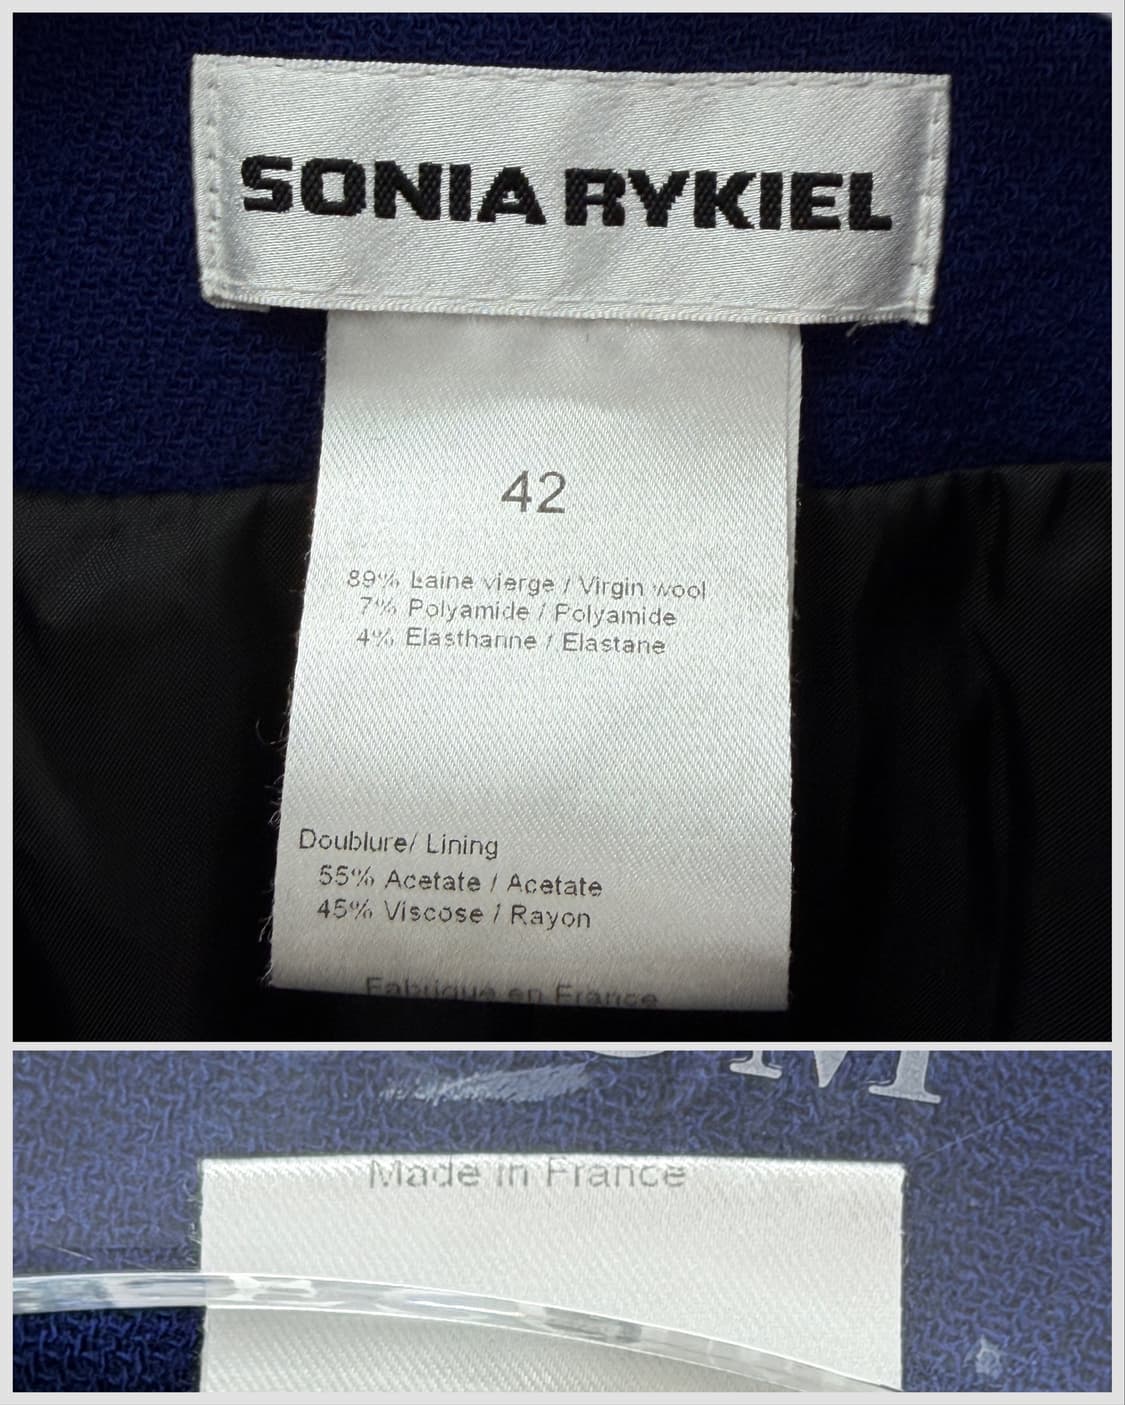 SONIA RYKIEL
42
89% Laine vierge / Virgin wool
7% Polyamide / Polyamide
4% Elasthanne / Elastane
Doublure/ Lining
55% Acetate / Acetate
45% Viscose / Rayon
Fabriqué en France
M
Made in France